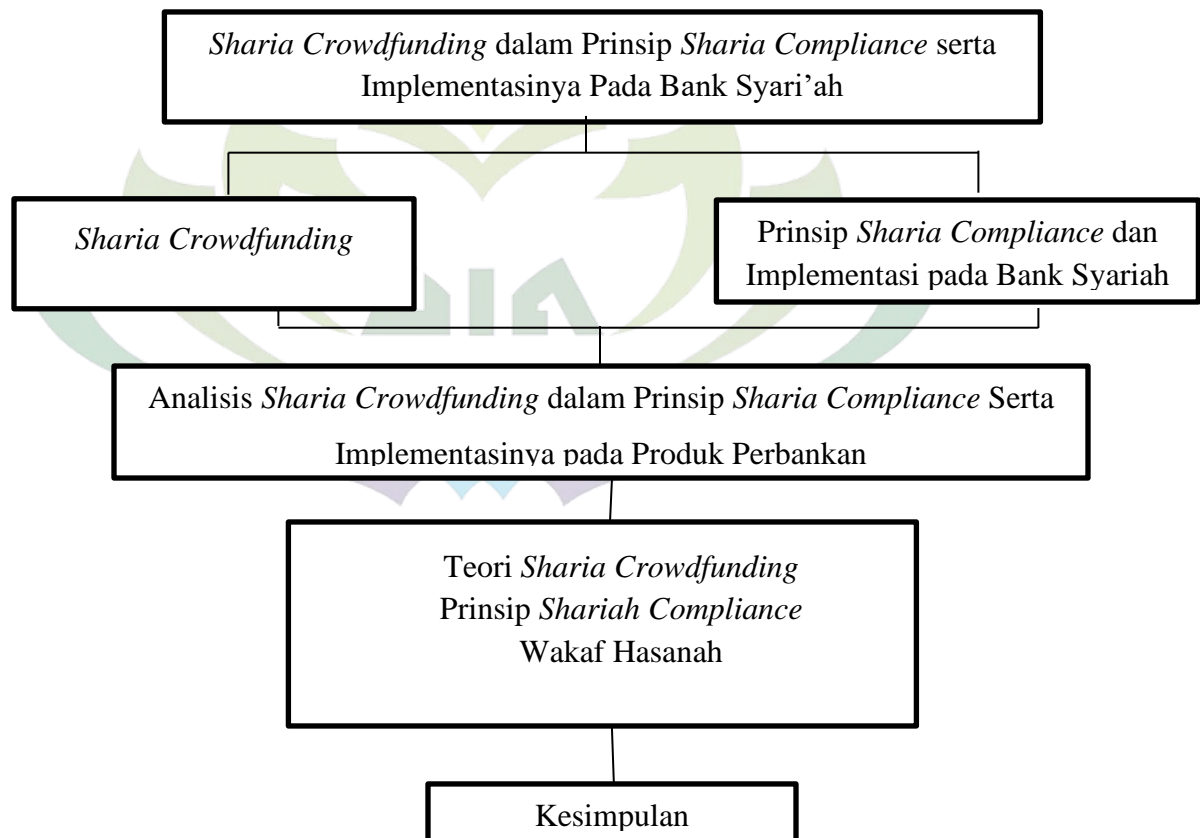 Sharia Crowdfunding dalam Prinsip Sharia Compliance serta
Implementasinya Pada Bank Syari’ah
Sharia Crowdfunding
Prinsip Sharia Compliance dan
Implementasi pada Bank Syariah
Analisis Sharia Crowdfunding dalam Prinsip Sharia Compliance Serta
Implementasinya pada Produk Perbankan
Teori Sharia Crowdfunding
Prinsip Shariah Compliance
Wakaf Hasanah
Kesimpulan